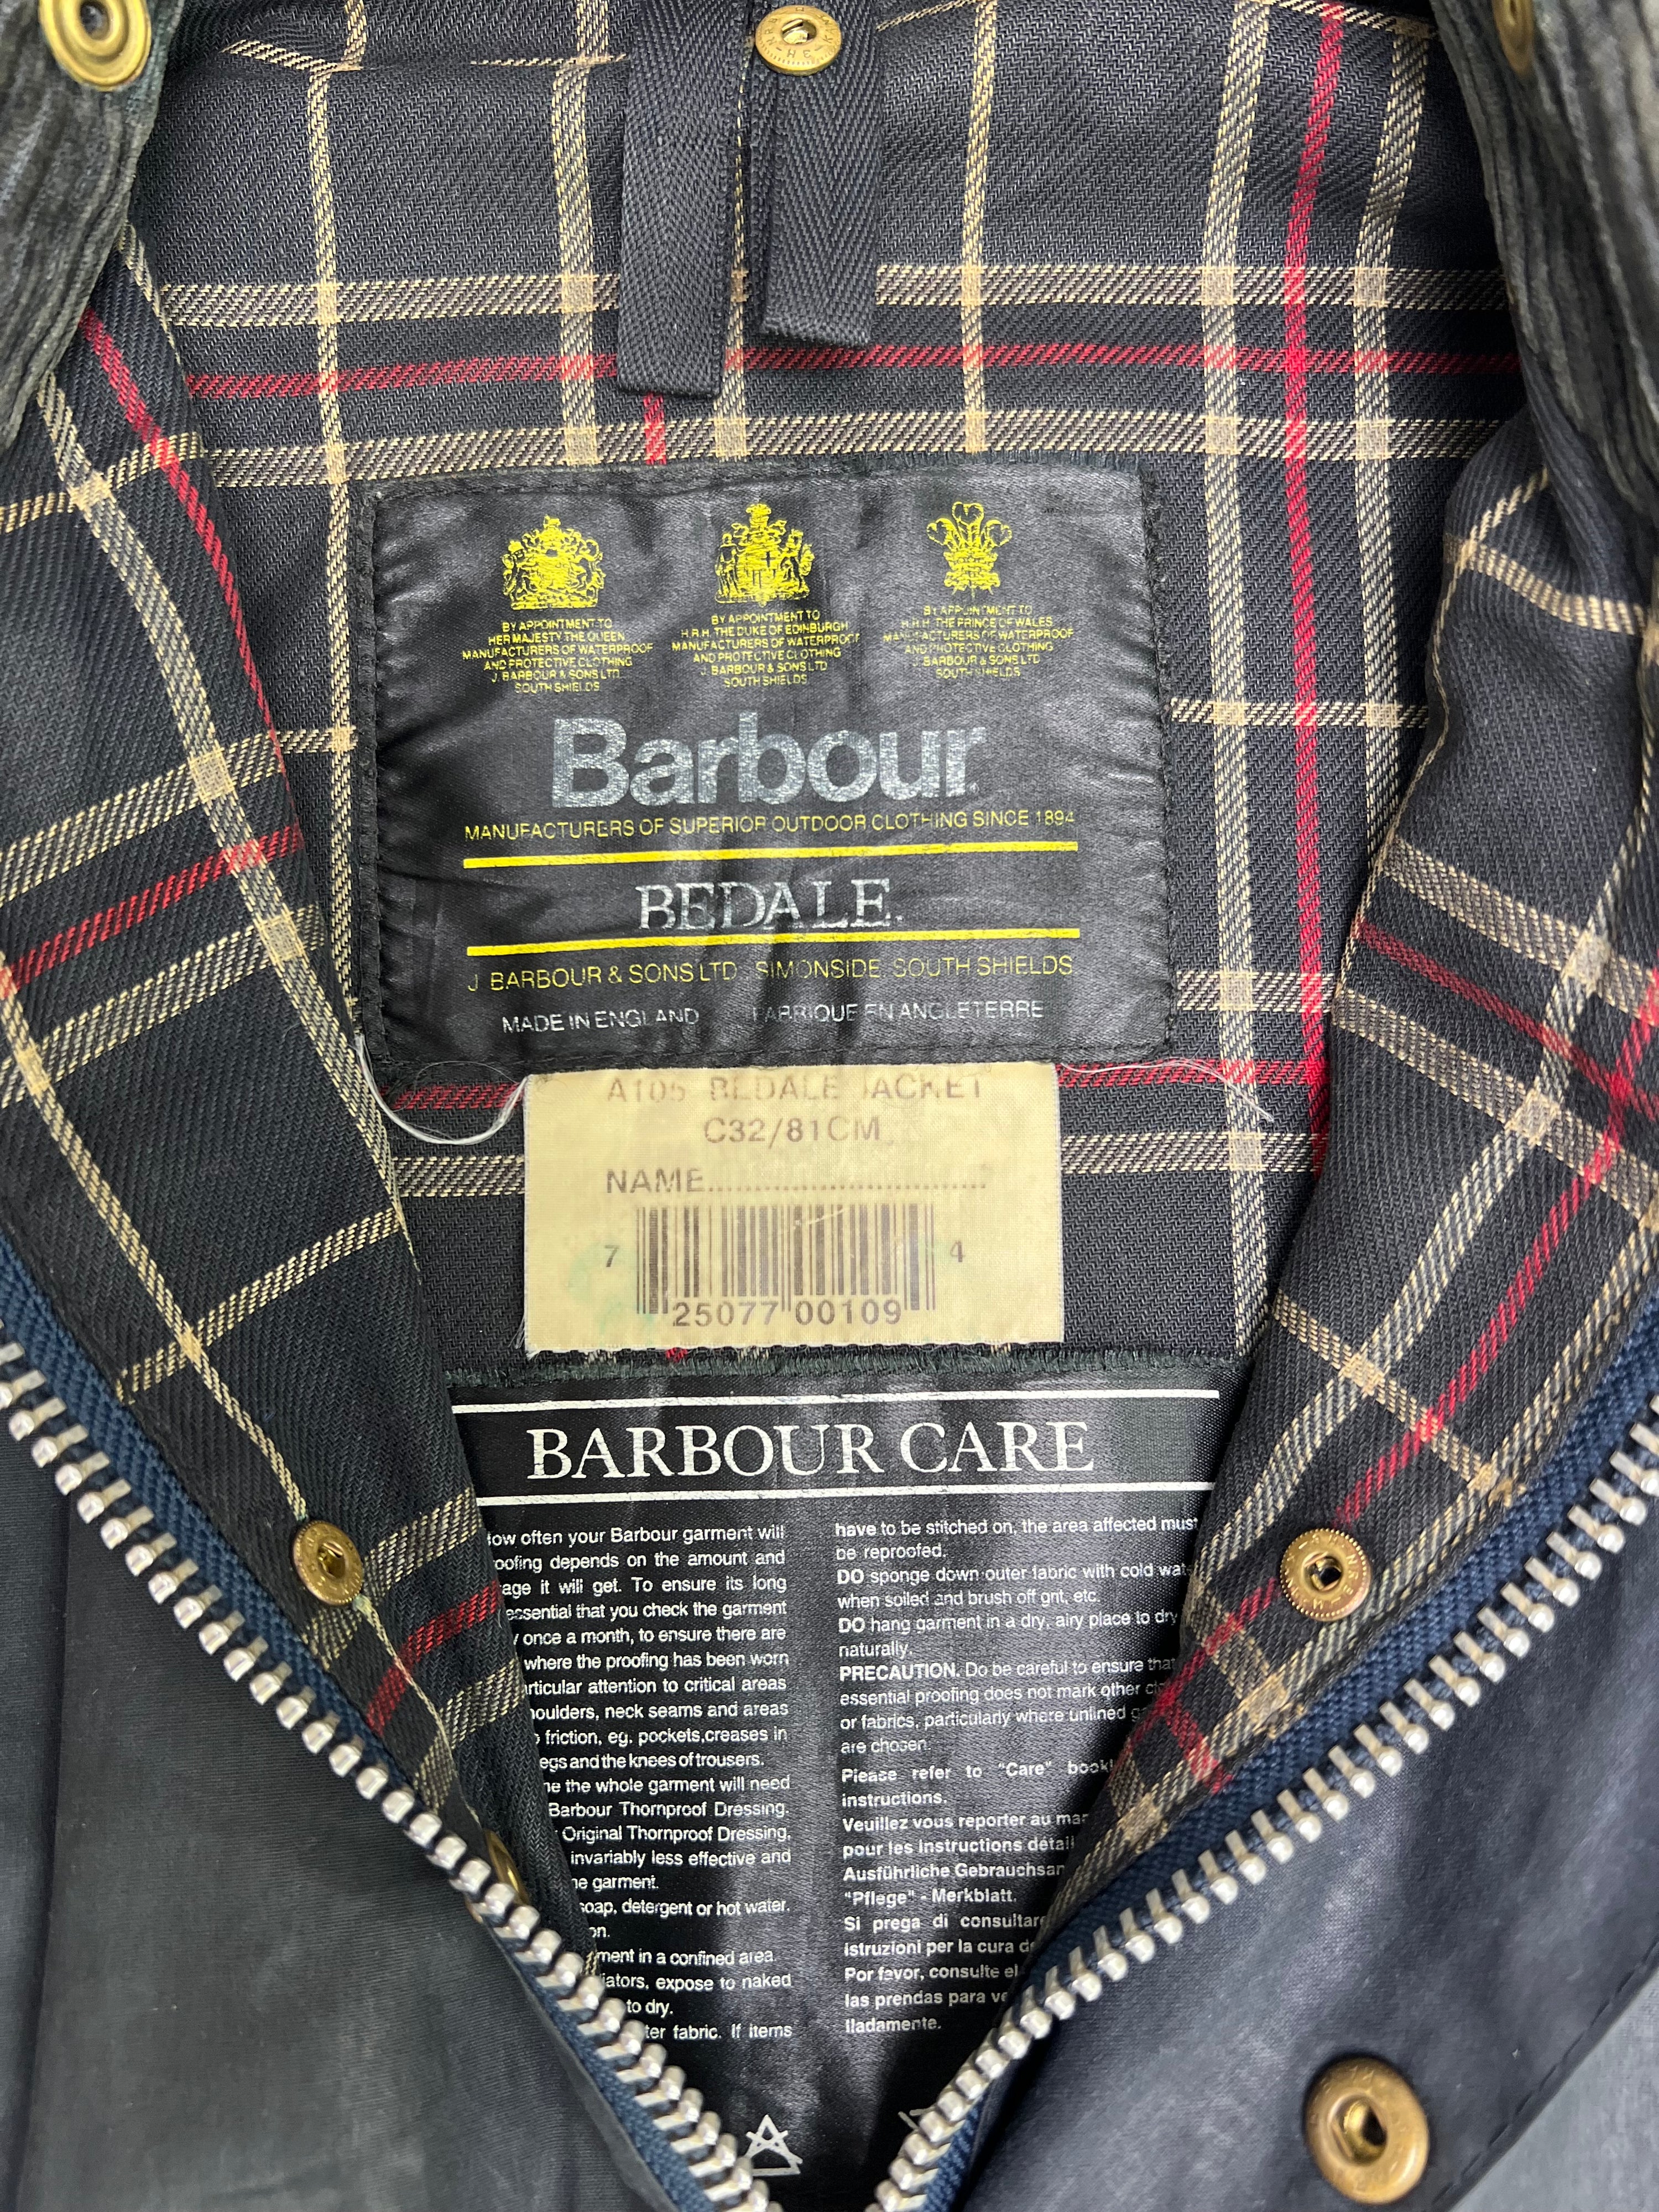 BY APPOINTMENT TO
HER MAJESTY THE QUEEN
MANUFACTURERS OF WATERPROOF
AND PROTECTIVE CLOTHING
J. BARBOUR & SONS LTD
SOUTH SHIELDS
BY APPOINTMENT TO
H.R.H. THE DUKE OF EDINBURGH
MANUFACTURERS OF WATERPROOF
AND PROTECTIVE CLOTHING
J. BARBOUR & SONS LTD
SOUTH SHIELDS
BY APPOINTMENT TO
H.R.H. THE PRINCE OF WALES
MANUFACTURERS OF WATERPROOF
AND PROTECTIVE CLOTHING
J. BARBOUR & SONS LTD
SOUTH SHIELDS
Barbour
MANUFACTURERS OF SUPERIOR OUTDOOR CLOTHING SINCE 1894
BEDALE.
J BARBOUR & SONS LTD SIMONSIDE SOUTH SHIELDS
MADE IN ENGLAND FABRIQUE EN ANGLETERRE
A105 BEDALE JACKET
C32/81CM
NAME..............................
7 25077 00109 4
BARBOUR CARE
often your Barbour garment will
depends on the amount and
it will get. To ensure its long
essential that you check the garment
once a month, to ensure there are
where the proofing has been worn
attention to critical areas
neck seams and areas
friction, eg. pockets,creases in
and the knees of trousers.
the whole garment will need
Barbour Thornproof Dressing.
Original Thornproof Dressing,
invariably less effective and
garment.
soap, detergent or hot water.
in a confined area.
expose to naked
to dry.
fabric. If items
have to be stitched on, the area affected must
be reproofed.
DO sponge down outer fabric with cold
when soiled and brush off grit, etc.
DO hang garment in a dry, airy place to dry
naturally.
PRECAUTION. Do be careful to ensure that
essential proofing does not mark other
or fabrics, particularly where unlined
are chosen.
Please refer to "Care"
instructions.
Veuillez vous reporter au
pour les instructions
Ausführliche
"Pflege" - Merkblatt.
Si prega di
istruzioni per la cura
Por favor, consulte el
las prendas para
lladamente.